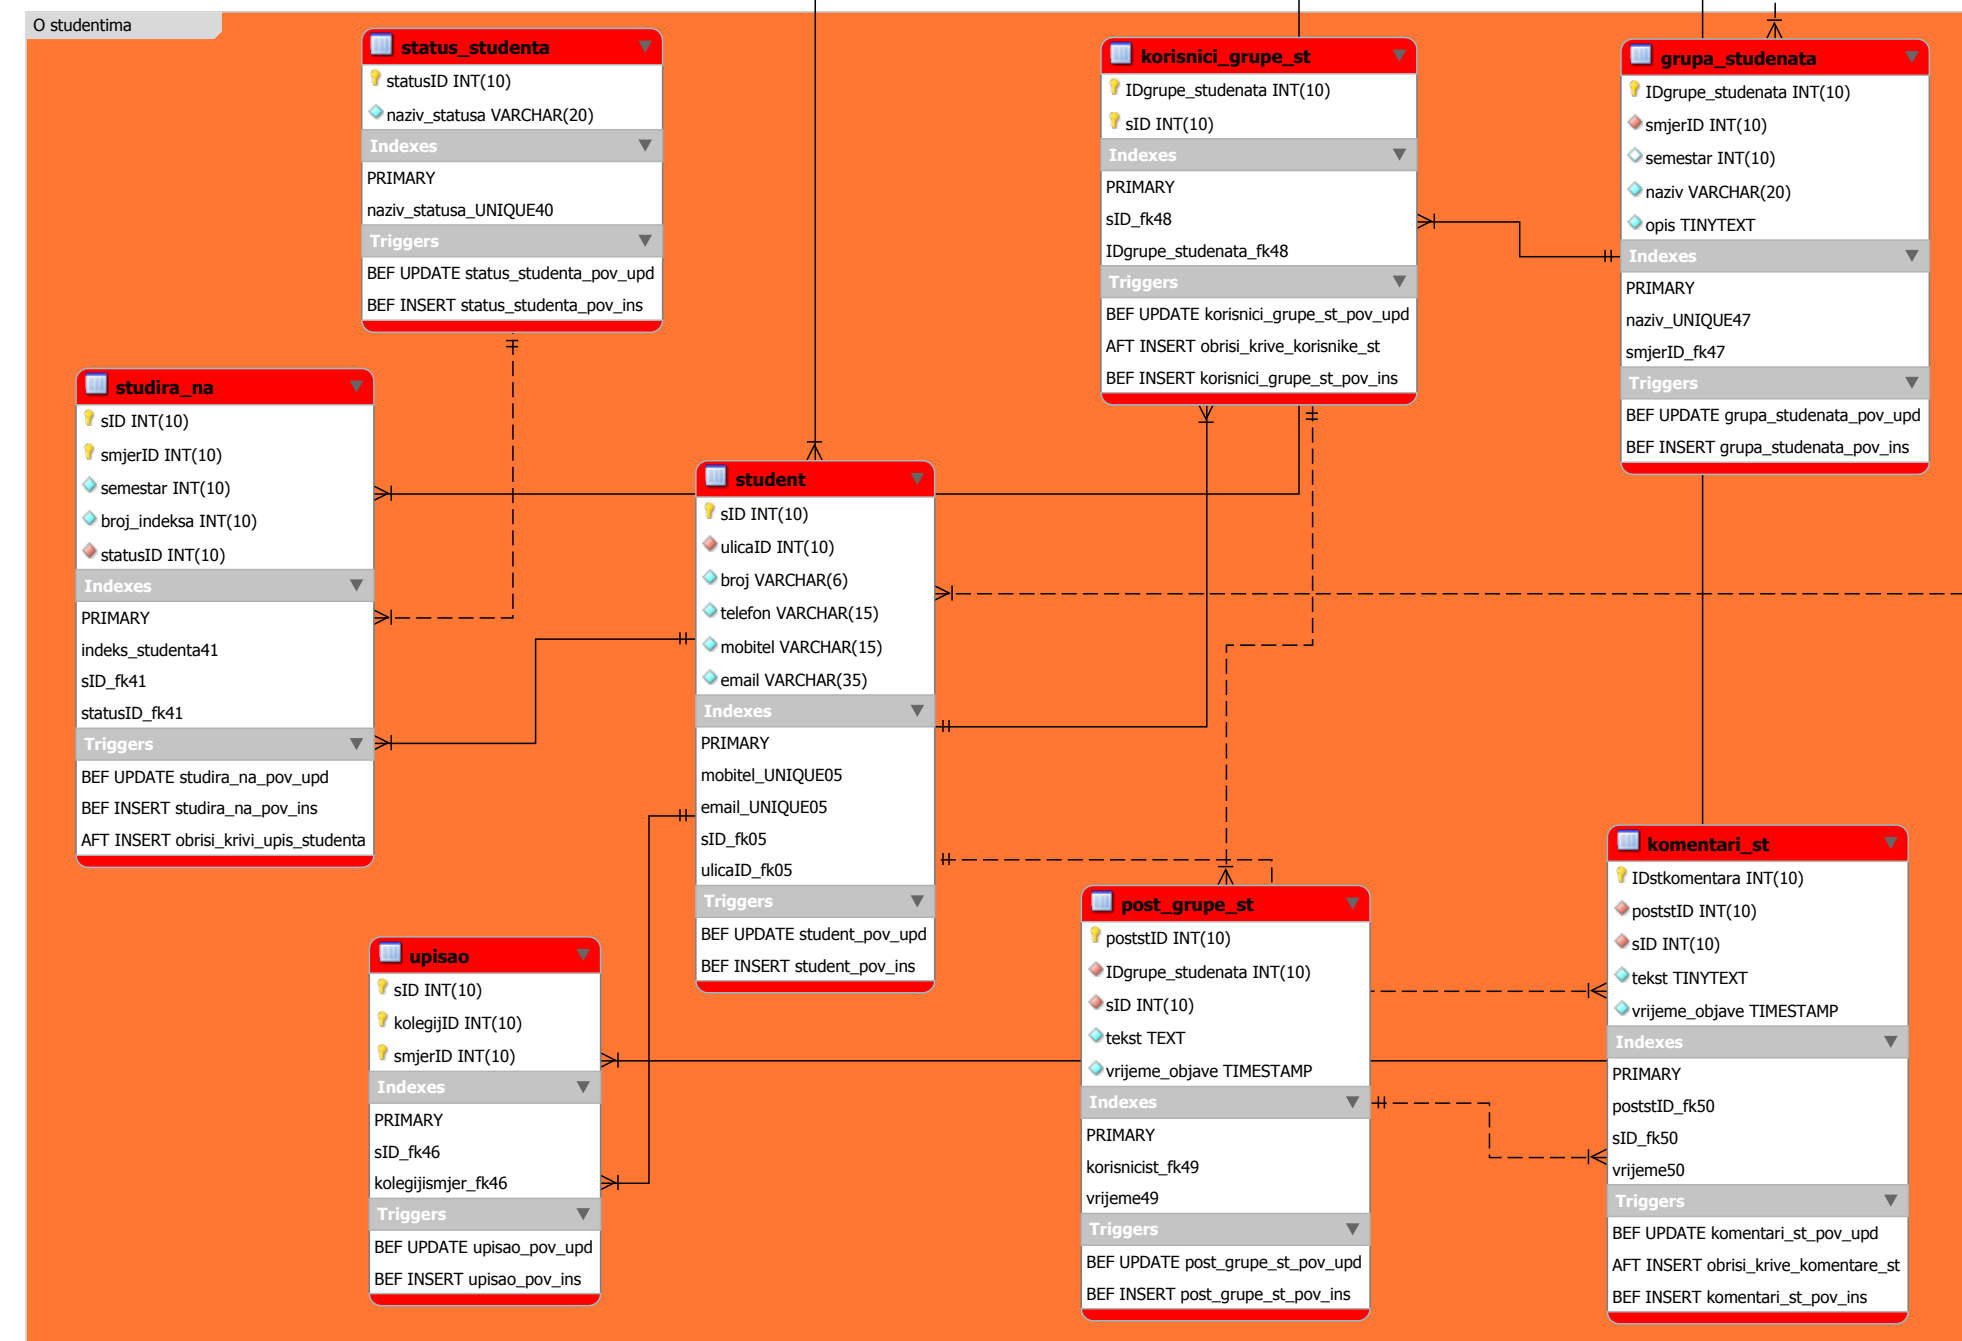 O studentima
status_studenta
statusID INT(10)
naziv_statusa VARCHAR(20)
Indexes
PRIMARY
naziv_statusa_UNIQUE40
Triggers
BEF UPDATE status_studenta_pov_upd
BEF INSERT status_studenta_pov_ins
korisnici_grupe_st
IDgrupe_studenata INT(10)
sID INT(10)
Indexes
PRIMARY
sID_fk48
IDgrupe_studenata_fk48
Triggers
BEF UPDATE korisnici_grupe_st_pov_upd
AFT INSERT obrisi_krive_korisnike_st
BEF INSERT korisnici_grupe_st_pov_ins
grupa_studenata
IDgrupe_studenata INT(10)
smjerID INT(10)
semestar INT(10)
naziv VARCHAR(20)
opis TINYTEXT
Indexes
PRIMARY
naziv_UNIQUE47
smjerID_fk47
Triggers
BEF UPDATE grupa_studenata_pov_upd
BEF INSERT grupa_studenata_pov_ins
studira_na
sID INT(10)
smjerID INT(10)
semestar INT(10)
broj_indeksa INT(10)
statusID INT(10)
Indexes
PRIMARY
indeks_studenta41
sID_fk41
statusID_fk41
Triggers
BEF UPDATE studira_na_pov_upd
BEF INSERT studira_na_pov_ins
AFT INSERT obrisi_krivi_upis_studenta
student
sID INT(10)
ulicaID INT(10)
broj VARCHAR(6)
telefon VARCHAR(15)
mobitel VARCHAR(15)
email VARCHAR(35)
Indexes
PRIMARY
mobitel_UNIQUE05
email_UNIQUE05
sID_fk05
ulicaID_fk05
Triggers
BEF UPDATE student_pov_upd
BEF INSERT student_pov_ins
upisao
sID INT(10)
kolegijID INT(10)
smjerID INT(10)
Indexes
PRIMARY
sID_fk46
kolegijismjer_fk46
Triggers
BEF UPDATE upisao_pov_upd
BEF INSERT upisao_pov_ins
post_grupe_st
poststID INT(10)
IDgrupe_studenata INT(10)
sID INT(10)
tekst TEXT
vrijeme_objave TIMESTAMP
Indexes
PRIMARY
korisnicist_fk49
vrijeme49
Triggers
BEF UPDATE post_grupe_st_pov_upd
BEF INSERT post_grupe_st_pov_ins
komentari_st
IDstkomentara INT(10)
poststID INT(10)
sID INT(10)
tekst TINYTEXT
vrijeme_objave TIMESTAMP
Indexes
PRIMARY
poststID_fk50
sID_fk50
vrijeme50
Triggers
BEF UPDATE komentari_st_pov_upd
AFT INSERT obrisi_krive_komentare_st
BEF INSERT komentari_st_pov_ins